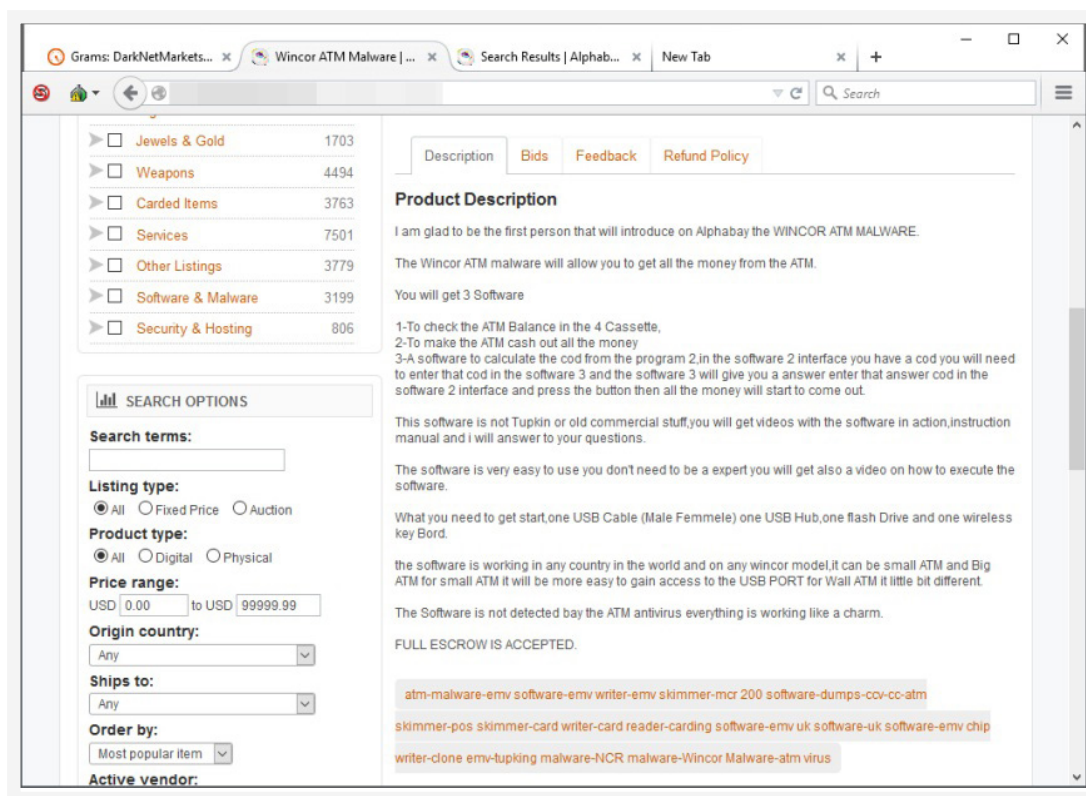 Grams: DarkNetMarkets...
Wincor ATM Malware | ...
Search Results | Alphab...
New Tab
Search
Jewels & Gold 1703
Weapons 4494
Carded Items 3763
Services 7501
Other Listings 3779
Software & Malware 3199
Security & Hosting 806
SEARCH OPTIONS
Search terms:
Listing type:
All Fixed Price Auction
Product type:
All Digital Physical
Price range:
USD 0.00 to USD 99999.99
Origin country:
Any
Ships to:
Any
Order by:
Most popular item
Active vendor:
Description Bids Feedback Refund Policy
Product Description
I am glad to be the first person that will introduce on Alphabay the WINCOR ATM MALWARE.
The Wincor ATM malware will allow you to get all the money from the ATM.
You will get 3 Software
1-To check the ATM Balance in the 4 Cassette,
2-To make the ATM cash out all the money
3-A software to calculate the cod from the program 2,in the software 2 interface you have a cod you will need
to enter that cod in the software 3 and the software 3 will give you a answer enter that answer cod in the
software 2 interface and press the button then all the money will start to come out.
This software is not Tupkin or old commercial stuff,you will get videos with the software in action,instruction
manual and i will answer to your questions.
The software is very easy to use you don't need to be a expert you will get also a video on how to execute the
software.
What you need to get start,one USB Cable (Male Femmele) one USB Hub,one flash Drive and one wireless
key Bord.
the software is working in any country in the world and on any wincor model,it can be small ATM and Big
ATM for small ATM it will be more easy to gain access to the USB PORT for Wall ATM it little bit different.
The Software is not detected bay the ATM antivirus everything is working like a charm.
FULL ESCROW IS ACCEPTED.
atm-malware-emv software-emv writer-emv skimmer-mcr 200 software-dumps-ccv-cc-atm
skimmer-pos skimmer-card writer-card reader-carding software-emv uk software-uk software-emv chip
writer-clone emv-tupking malware-NCR malware-Wincor Malware-atm virus